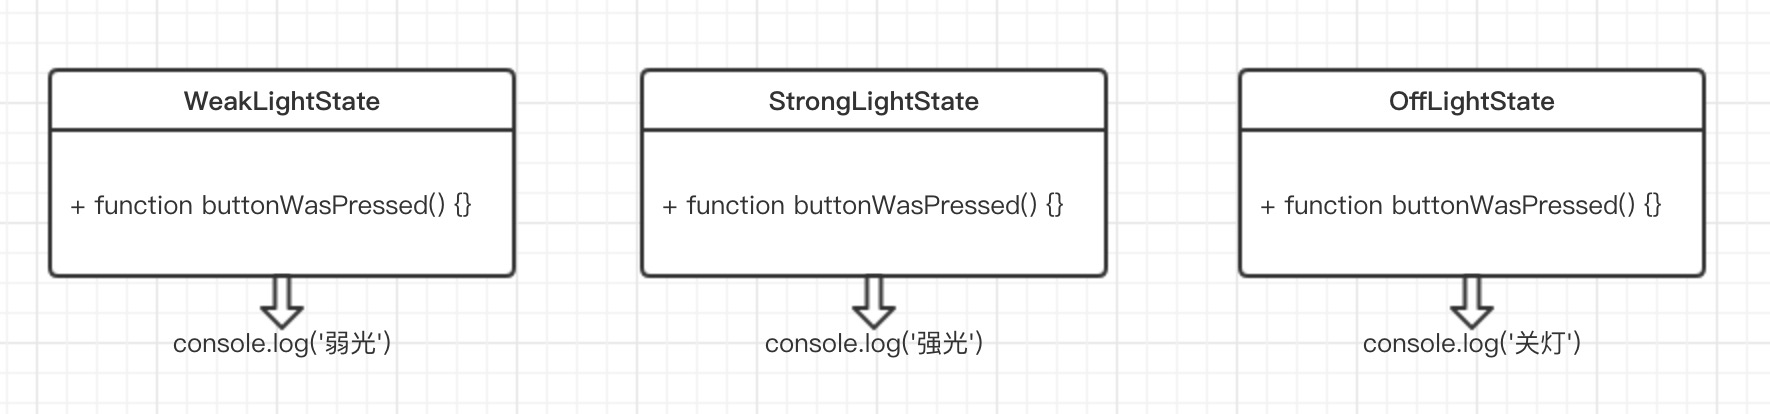 WeakLightState
+ function buttonWasPressed() {}
console.log('弱光')
StrongLightState
+ function buttonWasPressed() {}
console.log('强光')
OffLightState
+ function buttonWasPressed() {}
console.log('关灯')